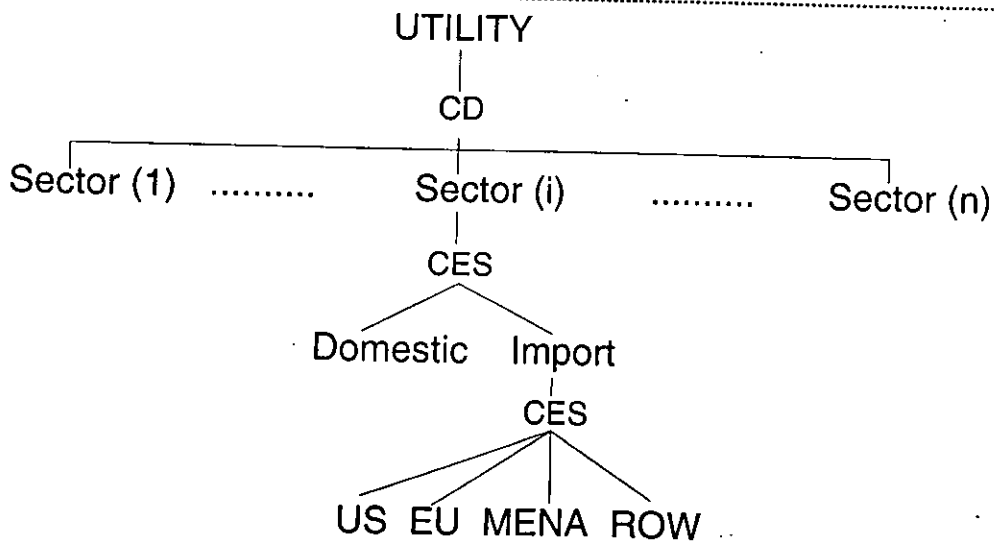 UTILITY
CD
Sector (1) .......... Sector (i) .......... Sector (n)
CES
Domestic Import
CES
US EU MENA ROW